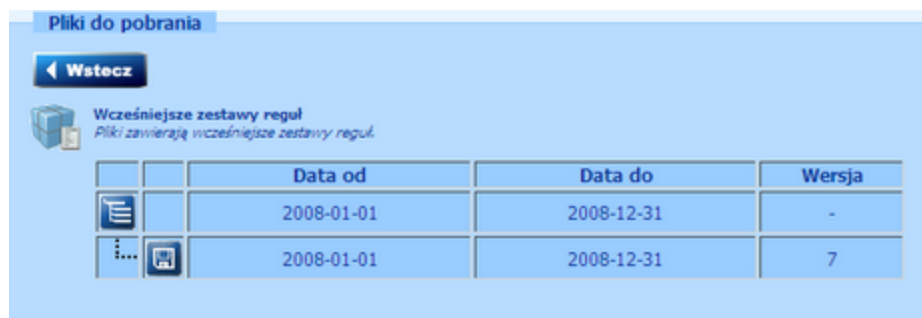 Pliki do pobrania
Wstecz
Wcześniejsze zestawy reguł
Pliki zawierają wcześniejsze zestawy reguł.
Data od Data do Wersja
2008-01-01 2008-12-31 -
2008-01-01 2008-12-31 7